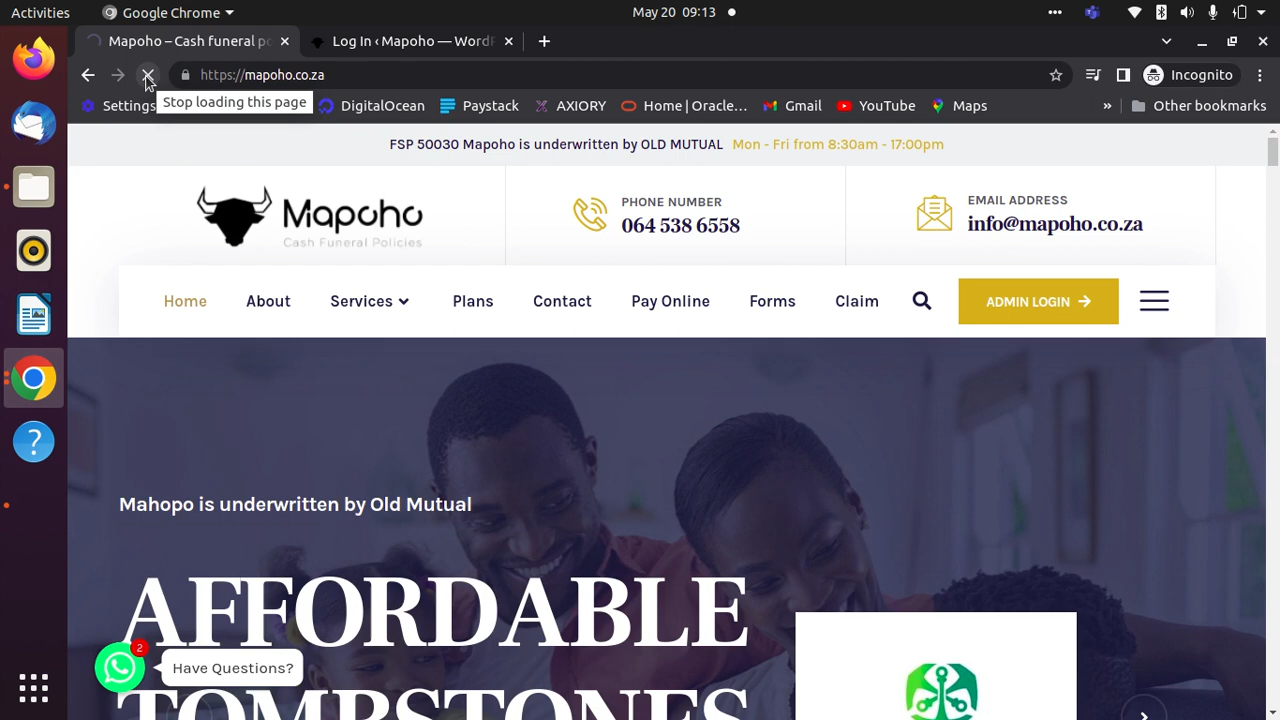 Activities
Google Chrome
May 20 09:13
Mapoho – Cash funeral po
Log In ‹ Mapoho — WordP
https://mapoho.co.za
Incognito
Stop loading this page
Settings
DigitalOcean
Paystack
AXIORY
Home | Oracle…
Gmail
YouTube
Maps
»
Other bookmarks
FSP 50030 Mapoho is underwritten by OLD MUTUAL Mon - Fri from 8:30am - 17:00pm
Mapoho
Cash Funeral Policies
PHONE NUMBER
064 538 6558
EMAIL ADDRESS
info@mapoho.co.za
Home
About
Services
Plans
Contact
Pay Online
Forms
Claim
ADMIN LOGIN
Mahopo is underwritten by Old Mutual
AFFORDABLE
TOMBSTONES
2
Have Questions?